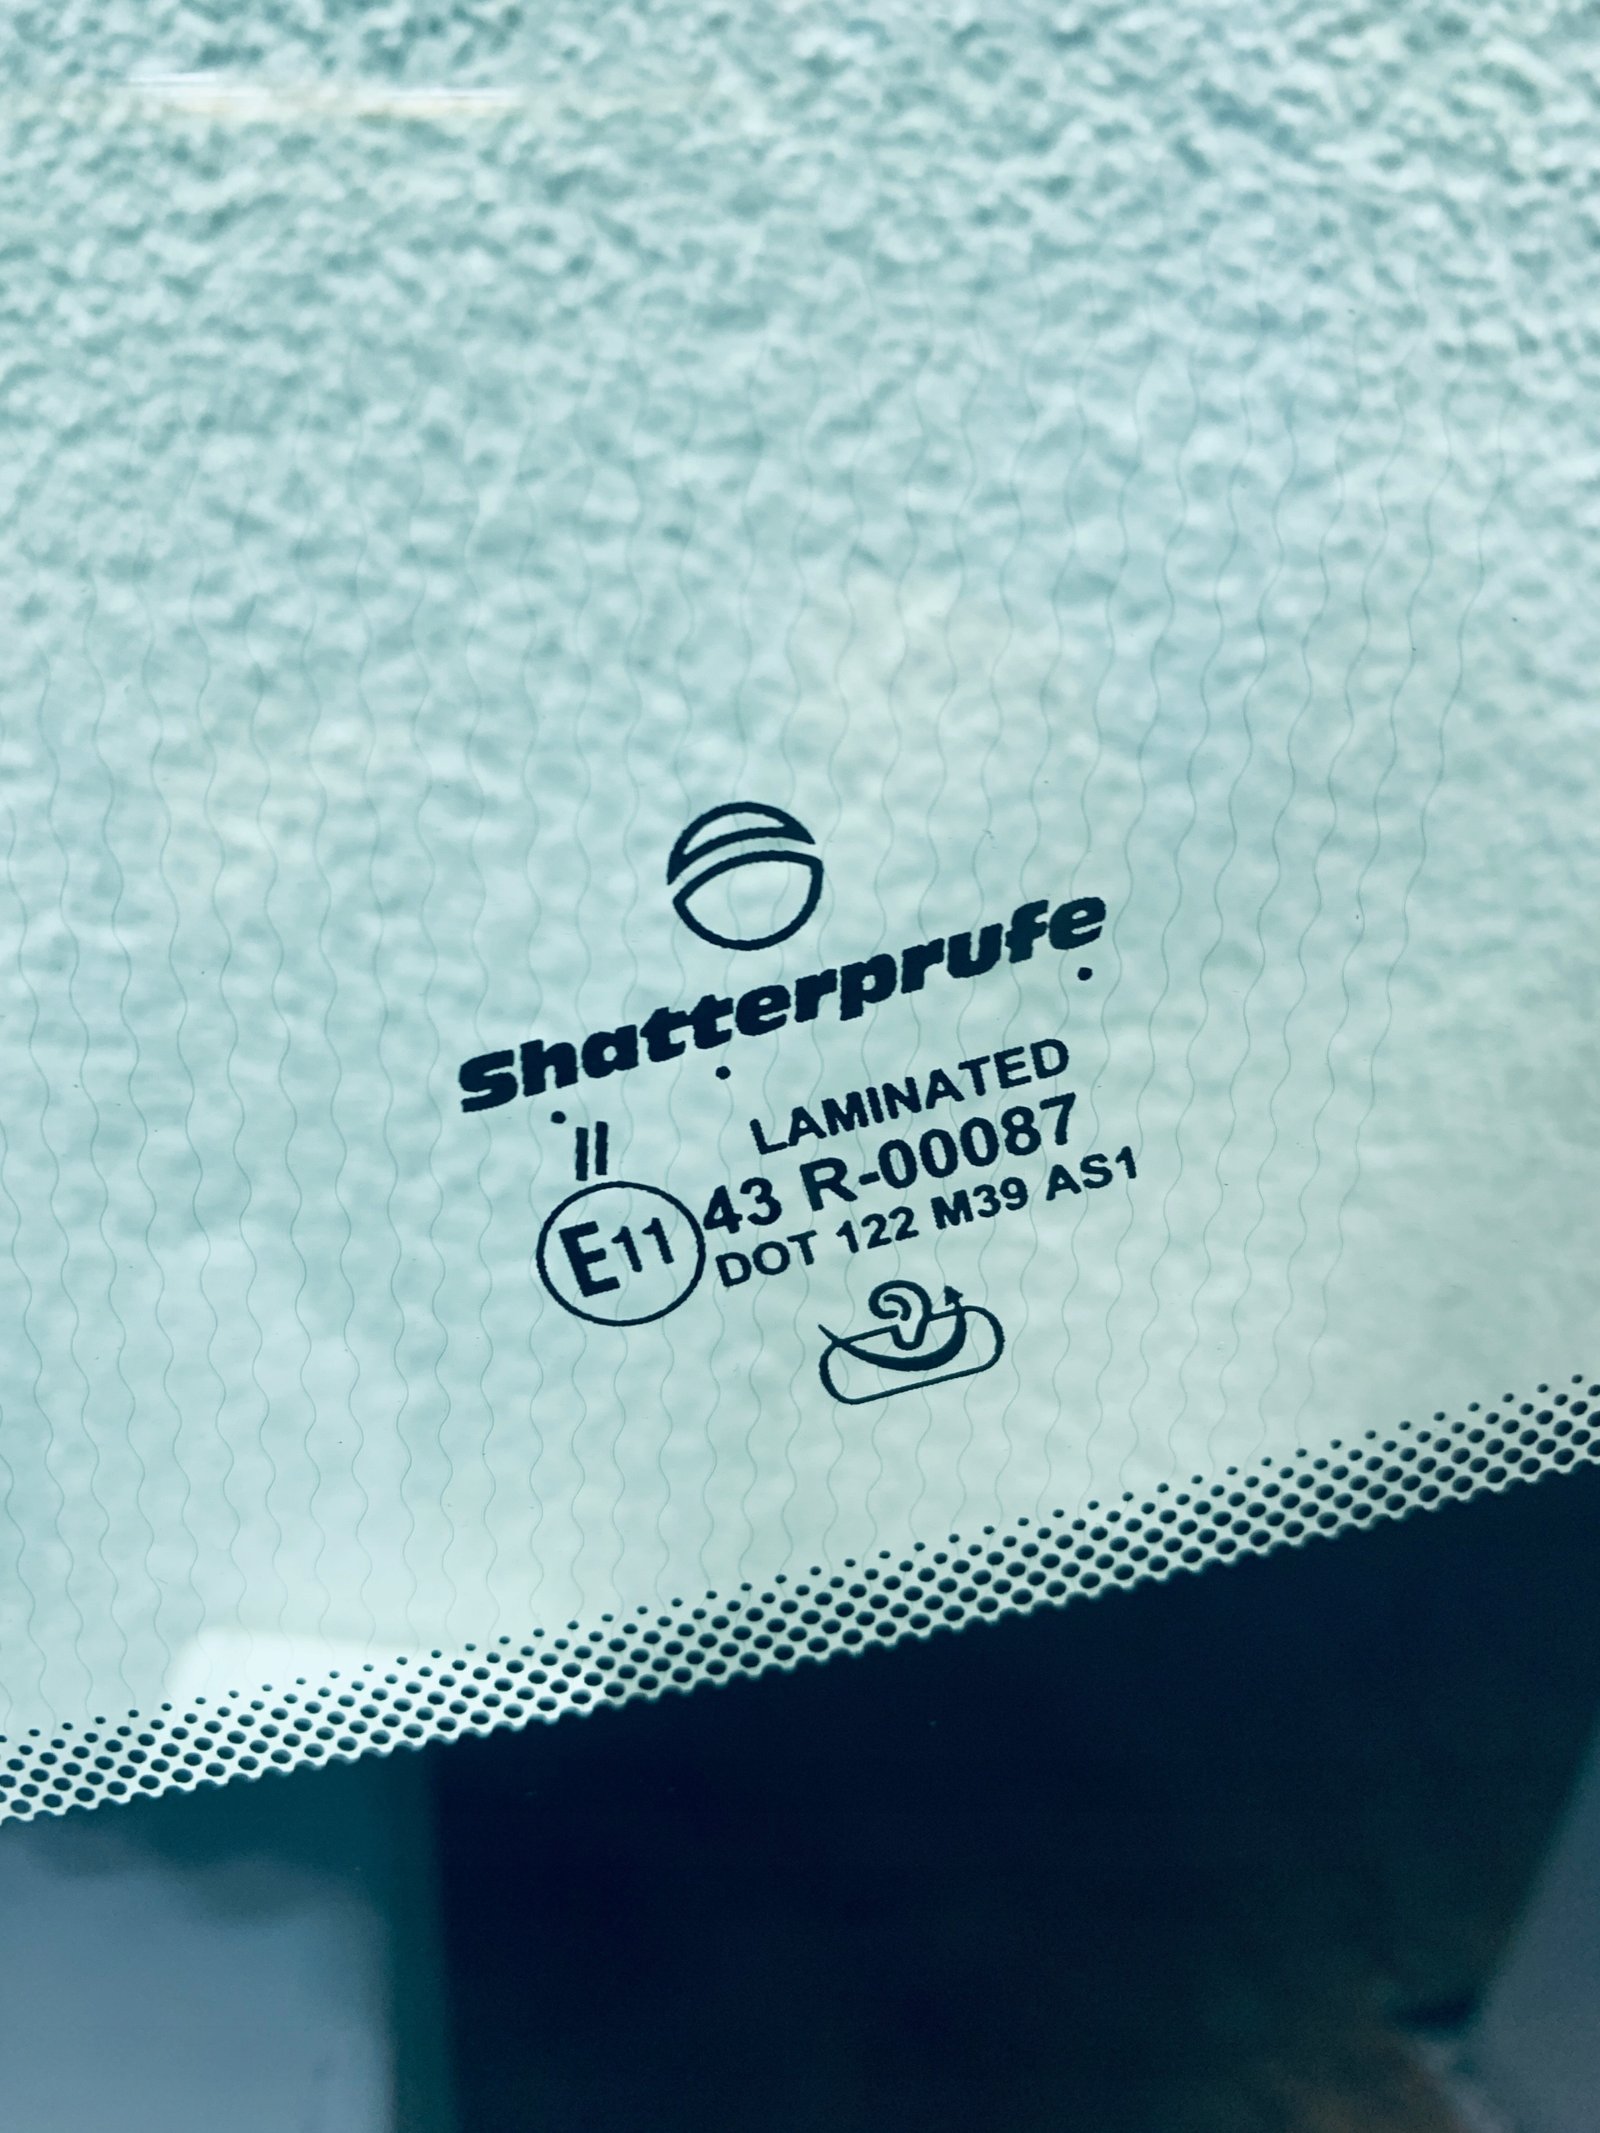 Shatterprufe
LAMINATED
II
E11 43 R-00087
DOT 122 M39 AS1